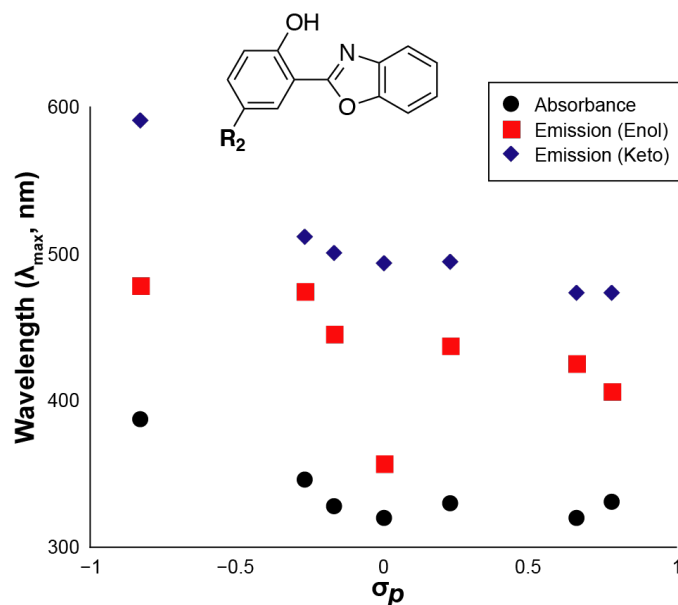 OH
N
O
R₂
Absorbance
Emission (Enol)
Emission (Keto)
Wavelength (λmax, nm)
600
500
400
300
−1
−0.5
0
0.5
1
σp